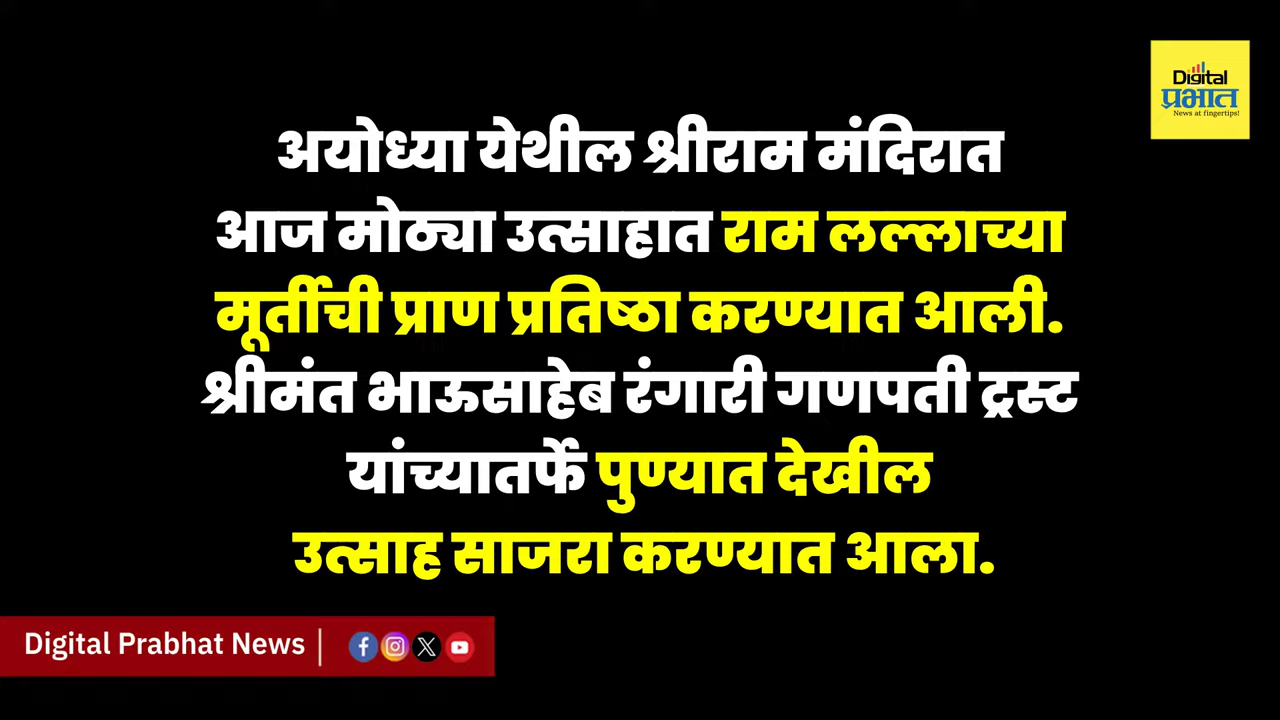 Digital
प्रभात
News at fingertips!
अयोध्या येथील श्रीराम मंदिरात
आज मोठ्या उत्साहात राम लल्लाच्या
मूर्तीची प्राण प्रतिष्ठा करण्यात आली.
श्रीमंत भाऊसाहेब रंगारी गणपती ट्रस्ट
यांच्यातर्फे पुण्यात देखील
उत्साह साजरा करण्यात आला.
Digital Prabhat News